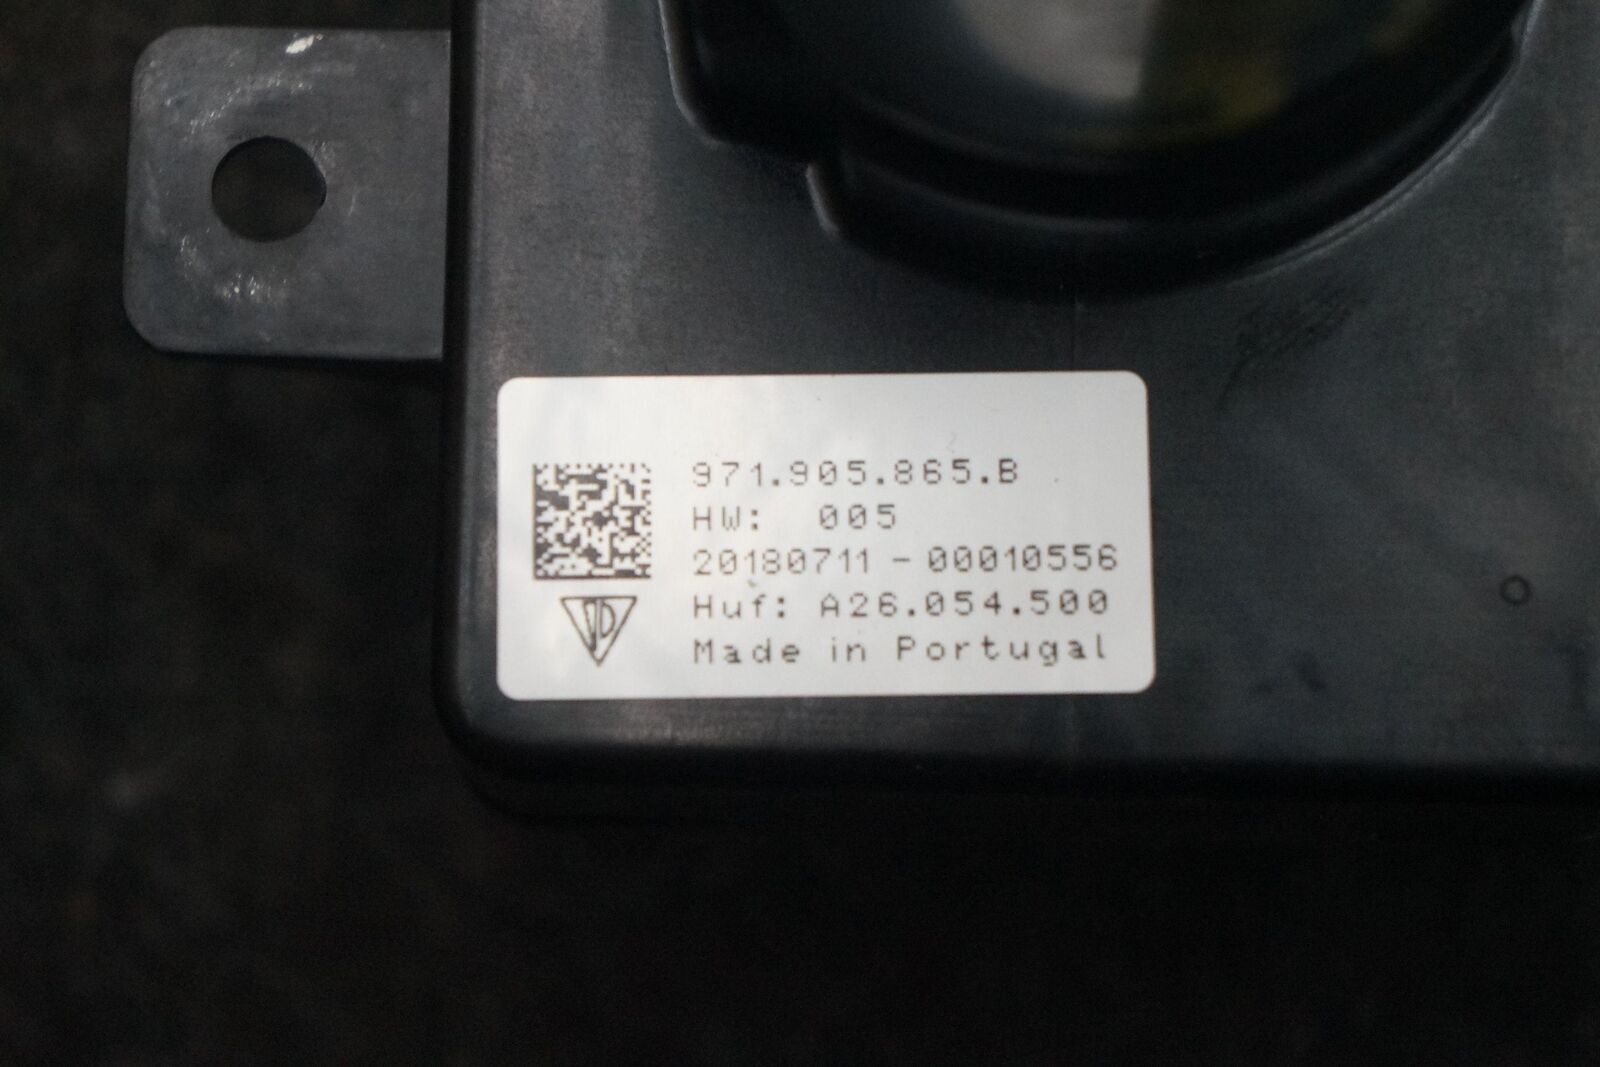 971.905.865.B
HW: 005
20180711-00010556
Huf: A26.054.500
Made in Portugal